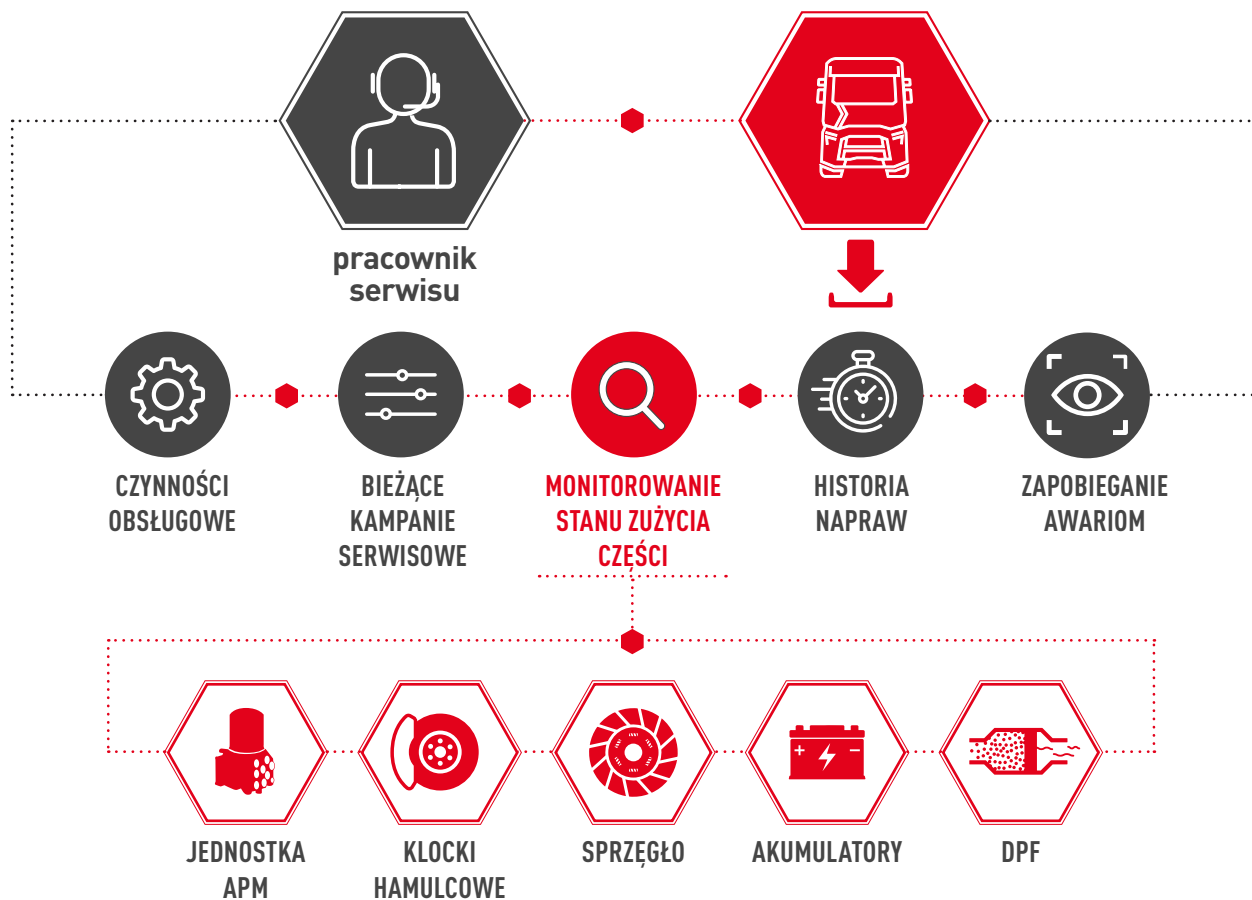 pracownik
serwisu
CZYNNOŚCI
OBSŁUGOWE
BIEŻĄCE
KAMPANIE
SERWISOWE
MONITOROWANIE
STANU ZUŻYCIA
CZĘŚCI
HISTORIA
NAPRAW
ZAPOBIEGANIE
AWARIOM
JEDNOSTKA
APM
KLOCKI
HAMULCOWE
SPRZĘGŁO
AKUMULATORY
DPF